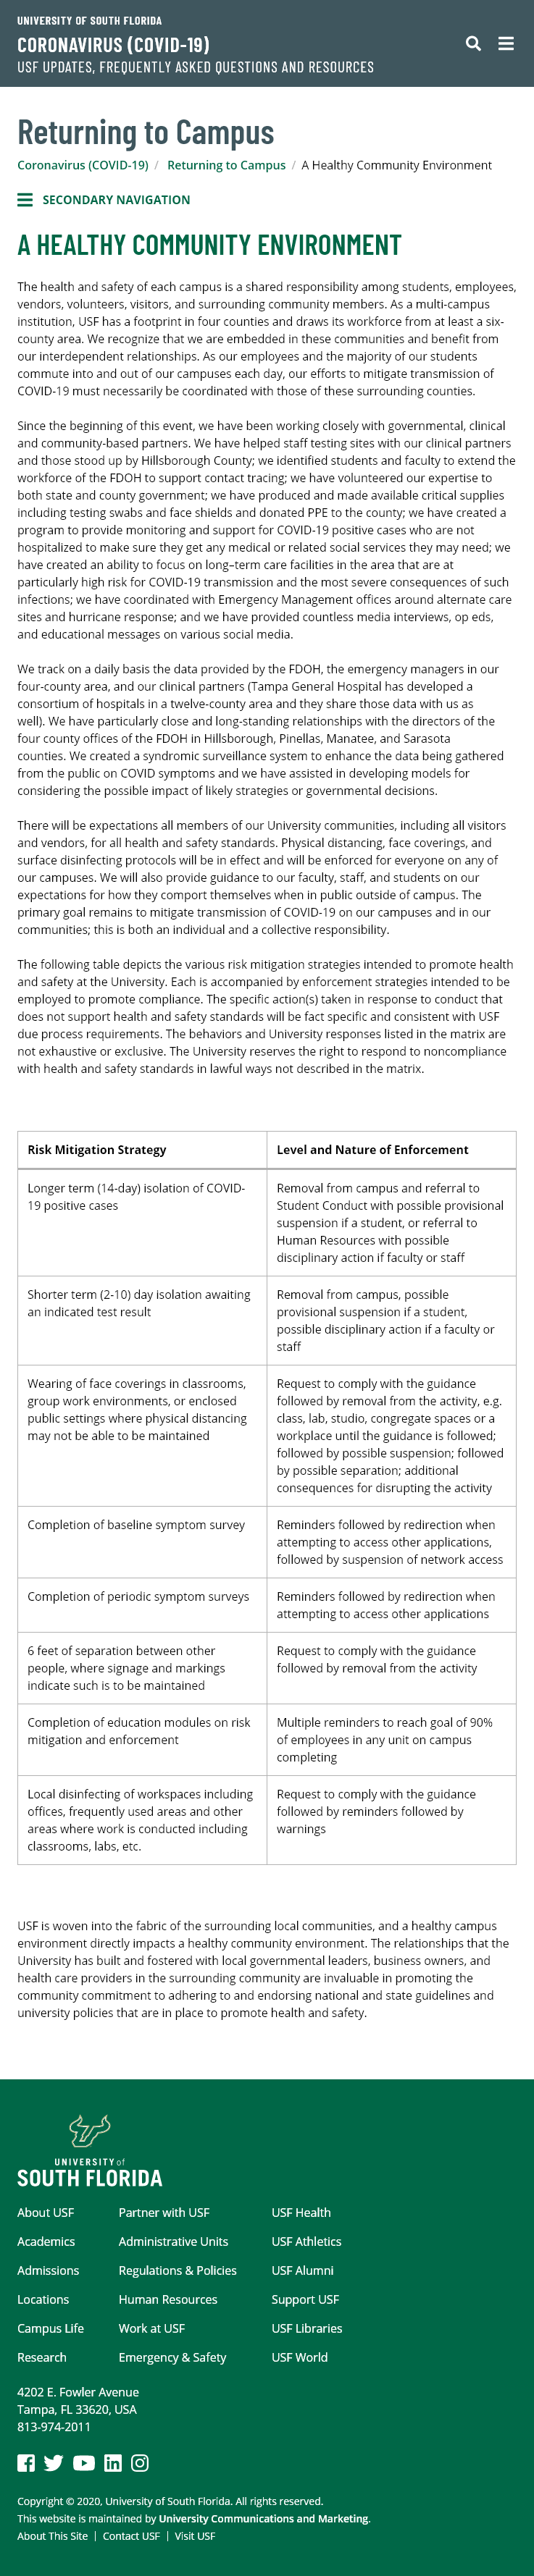 UNIVERSITY OF SOUTH FLORIDA
CORONAVIRUS (COVID-19)
USF UPDATES, FREQUENTLY ASKED QUESTIONS AND RESOURCES
Returning to Campus
Coronavirus (COVID-19) / Returning to Campus / A Healthy Community Environment
SECONDARY NAVIGATION
A HEALTHY COMMUNITY ENVIRONMENT
The health and safety of each campus is a shared responsibility among students, employees,
vendors, volunteers, visitors, and surrounding community members. As a multi-campus
institution, USF has a footprint in four counties and draws its workforce from at least a six-
county area. We recognize that we are embedded in these communities and benefit from
our interdependent relationships. As our employees and the majority of our students
commute into and out of our campuses each day, our efforts to mitigate transmission of
COVID-19 must necessarily be coordinated with those of these surrounding counties.
Since the beginning of this event, we have been working closely with governmental, clinical
and community-based partners. We have helped staff testing sites with our clinical partners
and those stood up by Hillsborough County; we identified students and faculty to extend the
workforce of the FDOH to support contact tracing; we have volunteered our expertise to
both state and county government; we have produced and made available critical supplies
including testing swabs and face shields and donated PPE to the county; we have created a
program to provide monitoring and support for COVID-19 positive cases who are not
hospitalized to make sure they get any medical or related social services they may need; we
have created an ability to focus on long–term care facilities in the area that are at
particularly high risk for COVID-19 transmission and the most severe consequences of such
infections; we have coordinated with Emergency Management offices around alternate care
sites and hurricane response; and we have provided countless media interviews, op eds,
and educational messages on various social media.
We track on a daily basis the data provided by the FDOH, the emergency managers in our
four-county area, and our clinical partners (Tampa General Hospital has developed a
consortium of hospitals in a twelve-county area and they share those data with us as
well). We have particularly close and long-standing relationships with the directors of the
four county offices of the FDOH in Hillsborough, Pinellas, Manatee, and Sarasota
counties. We created a syndromic surveillance system to enhance the data being gathered
from the public on COVID symptoms and we have assisted in developing models for
considering the possible impact of likely strategies or governmental decisions.
There will be expectations all members of our University communities, including all visitors
and vendors, for all health and safety standards. Physical distancing, face coverings, and
surface disinfecting protocols will be in effect and will be enforced for everyone on any of
our campuses. We will also provide guidance to our faculty, staff, and students on our
expectations for how they comport themselves when in public outside of campus. The
primary goal remains to mitigate transmission of COVID-19 on our campuses and in our
communities; this is both an individual and a collective responsibility.
The following table depicts the various risk mitigation strategies intended to promote health
and safety at the University. Each is accompanied by enforcement strategies intended to be
employed to promote compliance. The specific action(s) taken in response to conduct that
does not support health and safety standards will be fact specific and consistent with USF
due process requirements. The behaviors and University responses listed in the matrix are
not exhaustive or exclusive. The University reserves the right to respond to noncompliance
with health and safety standards in lawful ways not described in the matrix.
Risk Mitigation Strategy
Level and Nature of Enforcement
Longer term (14-day) isolation of COVID-
19 positive cases
Removal from campus and referral to
Student Conduct with possible provisional
suspension if a student, or referral to
Human Resources with possible
disciplinary action if faculty or staff
Shorter term (2-10) day isolation awaiting
an indicated test result
Removal from campus, possible
provisional suspension if a student,
possible disciplinary action if a faculty or
staff
Wearing of face coverings in classrooms,
group work environments, or enclosed
public settings where physical distancing
may not be able to be maintained
Request to comply with the guidance
followed by removal from the activity, e.g.
class, lab, studio, congregate spaces or a
workplace until the guidance is followed;
followed by possible suspension; followed
by possible separation; additional
consequences for disrupting the activity
Completion of baseline symptom survey
Reminders followed by redirection when
attempting to access other applications,
followed by suspension of network access
Completion of periodic symptom surveys
Reminders followed by redirection when
attempting to access other applications
6 feet of separation between other
people, where signage and markings
indicate such is to be maintained
Request to comply with the guidance
followed by removal from the activity
Completion of education modules on risk
mitigation and enforcement
Multiple reminders to reach goal of 90%
of employees in any unit on campus
completing
Local disinfecting of workspaces including
offices, frequently used areas and other
areas where work is conducted including
classrooms, labs, etc.
Request to comply with the guidance
followed by reminders followed by
warnings
USF is woven into the fabric of the surrounding local communities, and a healthy campus
environment directly impacts a healthy community environment. The relationships that the
University has built and fostered with local governmental leaders, business owners, and
health care providers in the surrounding community are invaluable in promoting the
community commitment to adhering to and endorsing national and state guidelines and
university policies that are in place to promote health and safety.
UNIVERSITY of
SOUTH FLORIDA
About USF
Academics
Admissions
Locations
Campus Life
Research
Partner with USF
Administrative Units
Regulations & Policies
Human Resources
Work at USF
Emergency & Safety
USF Health
USF Athletics
USF Alumni
Support USF
USF Libraries
USF World
4202 E. Fowler Avenue
Tampa, FL 33620, USA
813-974-2011
Copyright © 2020, University of South Florida. All rights reserved.
This website is maintained by University Communications and Marketing.
About This Site | Contact USF | Visit USF